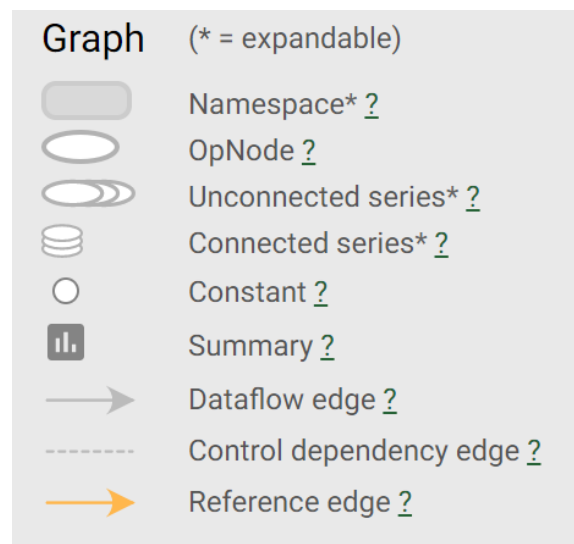 Graph (* = expandable)
Namespace* ?
OpNode ?
Unconnected series* ?
Connected series* ?
Constant ?
Summary ?
Dataflow edge ?
Control dependency edge ?
Reference edge ?